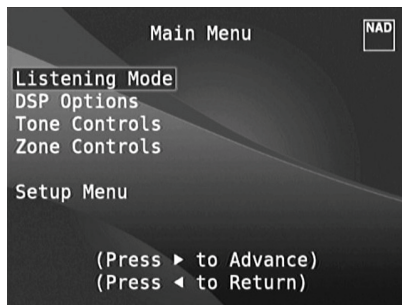 Main Menu
NAD
Listening Mode
DSP Options
Tone Controls
Zone Controls
Setup Menu
(Press ▶ to Advance)
(Press ◀ to Return)